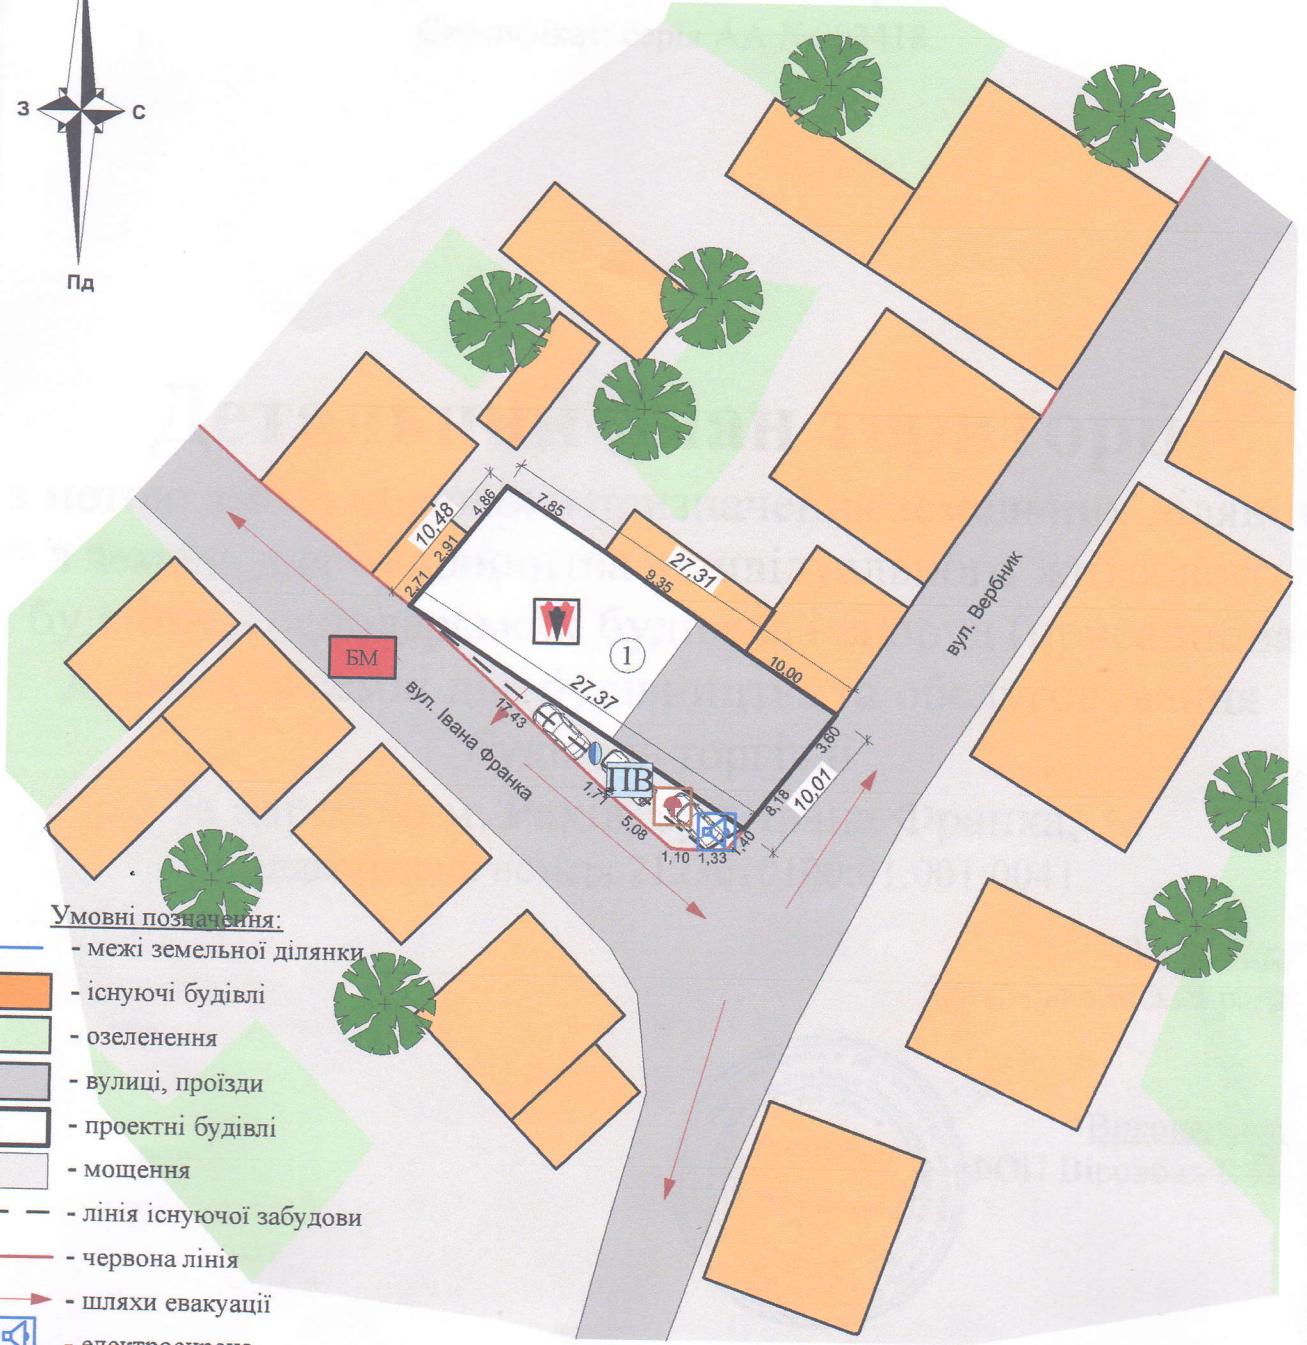 З
С
Пд
7,85
4,86
10,48
2,91
2,71
27,31
9,35
вул. Вербник
1
БМ
10,00
27,37
вул. Івана Франка
17,43
3,60
ПВ
1,71
10,01
8,18
5,08
1,40
1,10
1,33
Умовні позначення:
- межі земельної ділянки
- існуючі будівлі
- озеленення
- вулиці, проїзди
- проектні будівлі
- мощення
- лінія існуючої забудови
- червона лінія
- шляхи евакуації